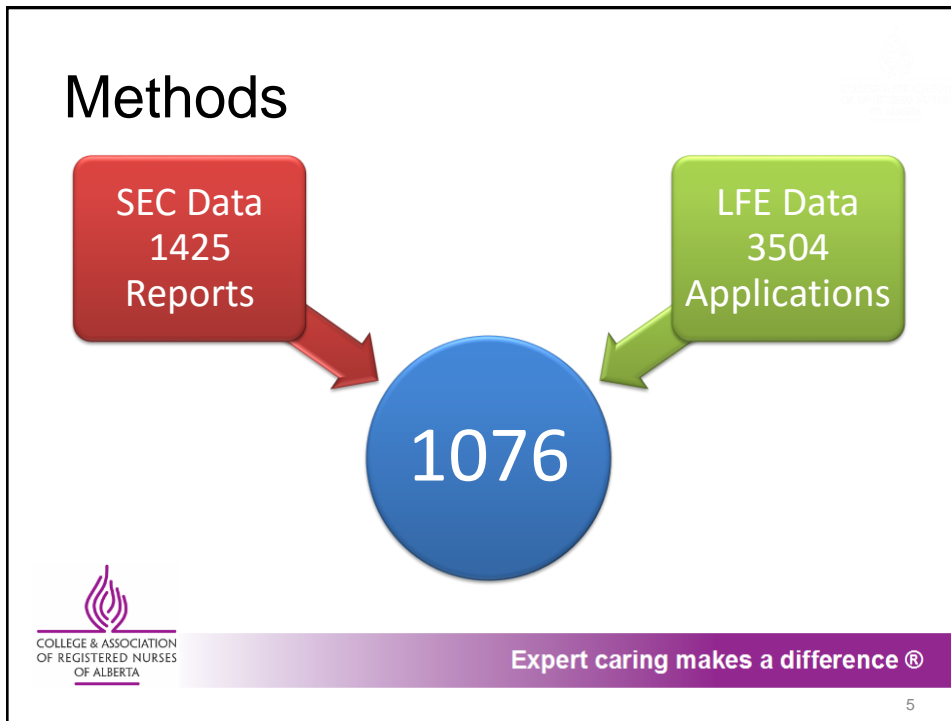 Methods
SEC Data
1425
Reports
LFE Data
3504
Applications
1076
COLLEGE & ASSOCIATION
OF REGISTERED NURSES
OF ALBERTA
Expert caring makes a difference ®
5